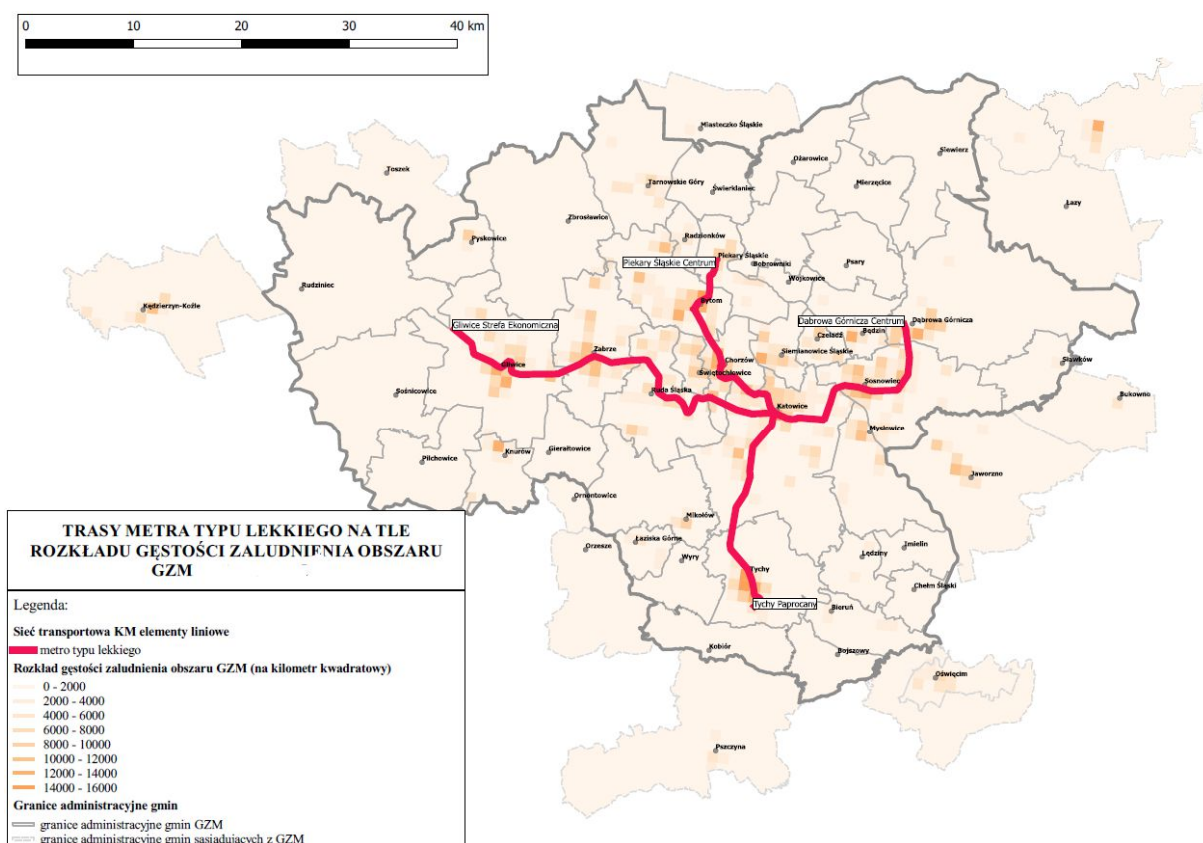 0 10 20 30 40 km
Miasteczko Śląskie
Ożarowice
Siewierz
Toszek
Tarnowskie Góry
Świerklaniec
Mierzęcice
Łazy
Zbrosławice
Pyskowice
Radzionków
Piekary Śląskie
Piekary Śląskie Centrum
Bobrowniki
Psary
Wojkowice
Rudziniec
Kędzierzyn-Koźle
Bytom
Gliwice Strefa Ekonomiczna
Dąbrowa Górnicza Centrum
Dąbrowa Górnicza
Będzin
Czeladź
Zabrze
Siemianowice Śląskie
Gliwice
Chorzów
Świętochłowice
Sławków
Sosnowiec
Sośnicowice
Ruda Śląska
Bukowno
Katowice
Mysłowice
Knurów
Gierałtowice
Pilchowice
Jaworzno
Ornontowice
Mikołów
Łaziska Górne
Orzesze
Wyry
Imielin
Lędziny
Tychy
Chełm Śląski
Tychy Paprocany
Bieruń
Kobiór
Bojszowy
Oświęcim
Pszczyna
TRASY METRA TYPU LEKKIEGO NA TLE
ROZKŁADU GĘSTOŚCI ZALUDNIENIA OBSZARU
GZM
Legenda:
Sieć transportowa KM elementy liniowe
metro typu lekkiego
Rozkład gęstości zaludnienia obszaru GZM (na kilometr kwadratowy)
0 - 2000
2000 - 4000
4000 - 6000
6000 - 8000
8000 - 10000
10000 - 12000
12000 - 14000
14000 - 16000
Granice administracyjne gmin
granice administracyjne gmin GZM
granice administracyjne gmin sąsiadujących z GZM